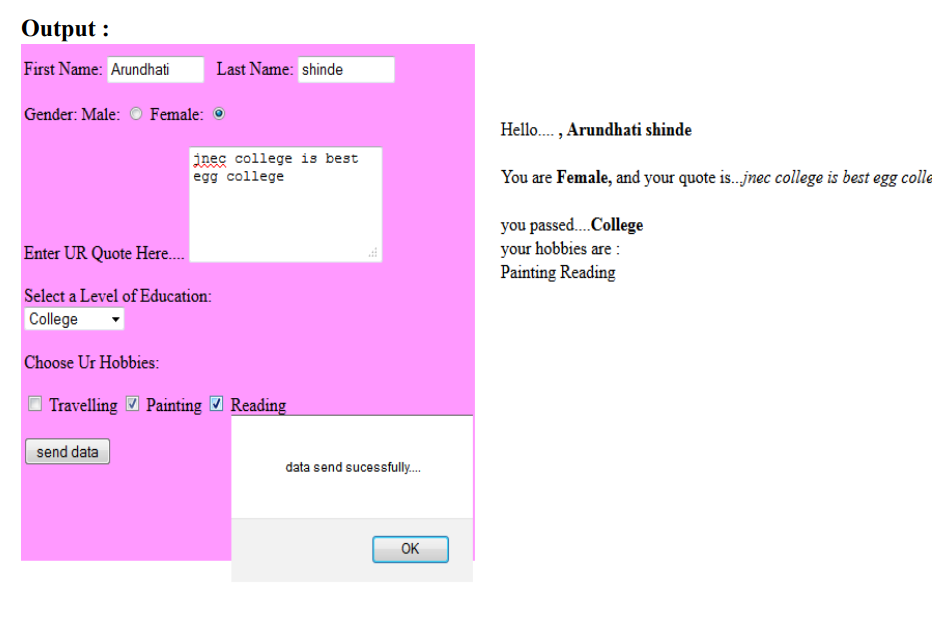 Output :
First Name: Arundhati Last Name: shinde
Gender: Male: Female:
jnec college is best
egg college
Enter UR Quote Here....
Select a Level of Education:
College
Choose Ur Hobbies:
Travelling Painting Reading
send data
data send sucessfully....
OK
Hello.... , Arundhati shinde
You are Female, and your quote is...jnec college is best egg colle
you passed....College
your hobbies are :
Painting Reading